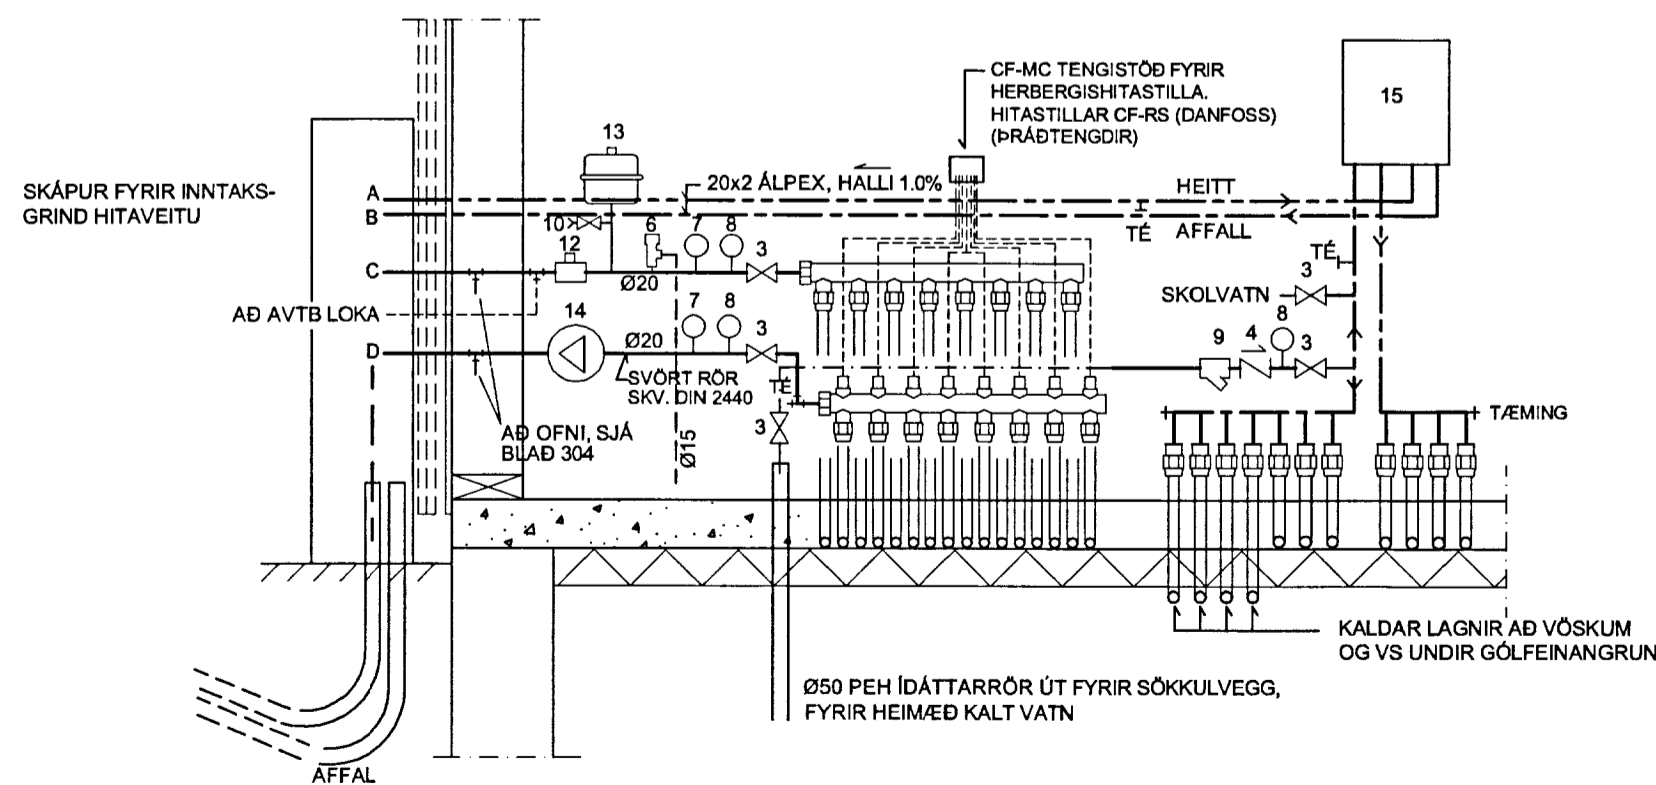 CF-MC TENGISTÖÐ FYRIR
HERBERGISHITASTILLA.
HITASTILLAR CF-RS (DANFOSS)
(ÞRÁÐTENGDIR)
15
13
SKÁPUR FYRIR INNTAKS-
GRIND HITAVEITU
A
B
20x2 ÁLPEX, HALLI 1.0%
HEITT
TÉ
AFFALL
10
12
6
7
8
3
C
Ø20
TÉ
3
SKOLVATN
AÐ AVTB LOKA
14
7
8
3
8
D
Ø20
9
4
3
SVÖRT RÖR
SKV. DIN 2440
TÉ
3
TÆMING
AÐ OFNI, SJÁ
BLAÐ 304
Ø15
KALDAR LAGNIR AÐ VÖSKUM
OG VS UNDIR GÓLFEINANGRUN
Ø50 PEH ÍDÁTTARRÖR ÚT FYRIR SÖKKULVEGG,
FYRIR HEIMÆÐ KALT VATN
AFFAL